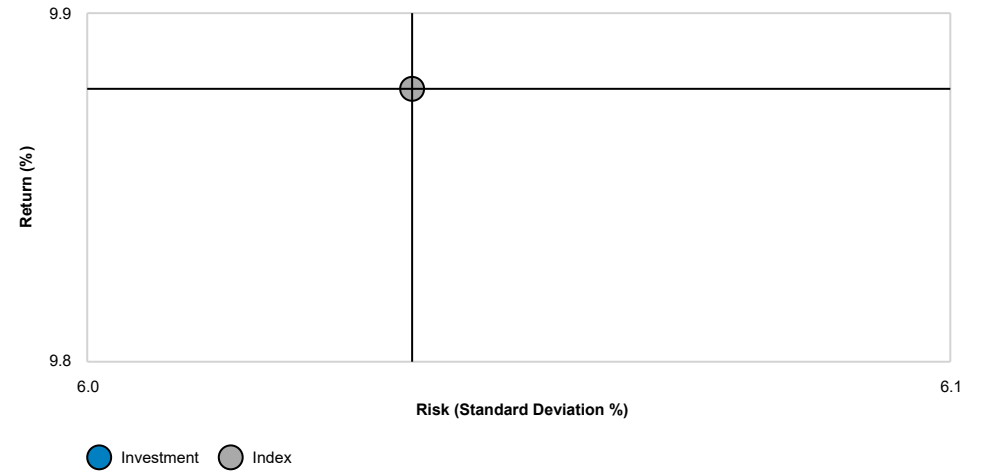 9.9
Return (%)
9.8
6.0
6.1
Risk (Standard Deviation %)
Investment
Index